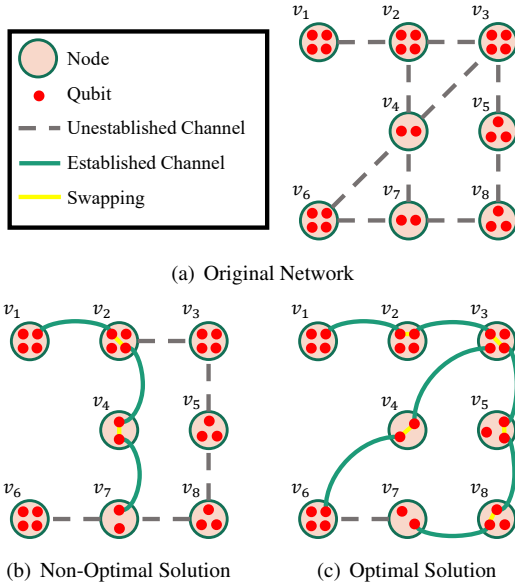 Node
Qubit
Unestablished Channel
Established Channel
Swapping
v1 v2 v3
v4 v5
v6 v7 v8
(a) Original Network
v1 v2 v3
v4 v5
v6 v7 v8
(b) Non-Optimal Solution
v1 v2 v3
v4 v5
v6 v7 v8
(c) Optimal Solution